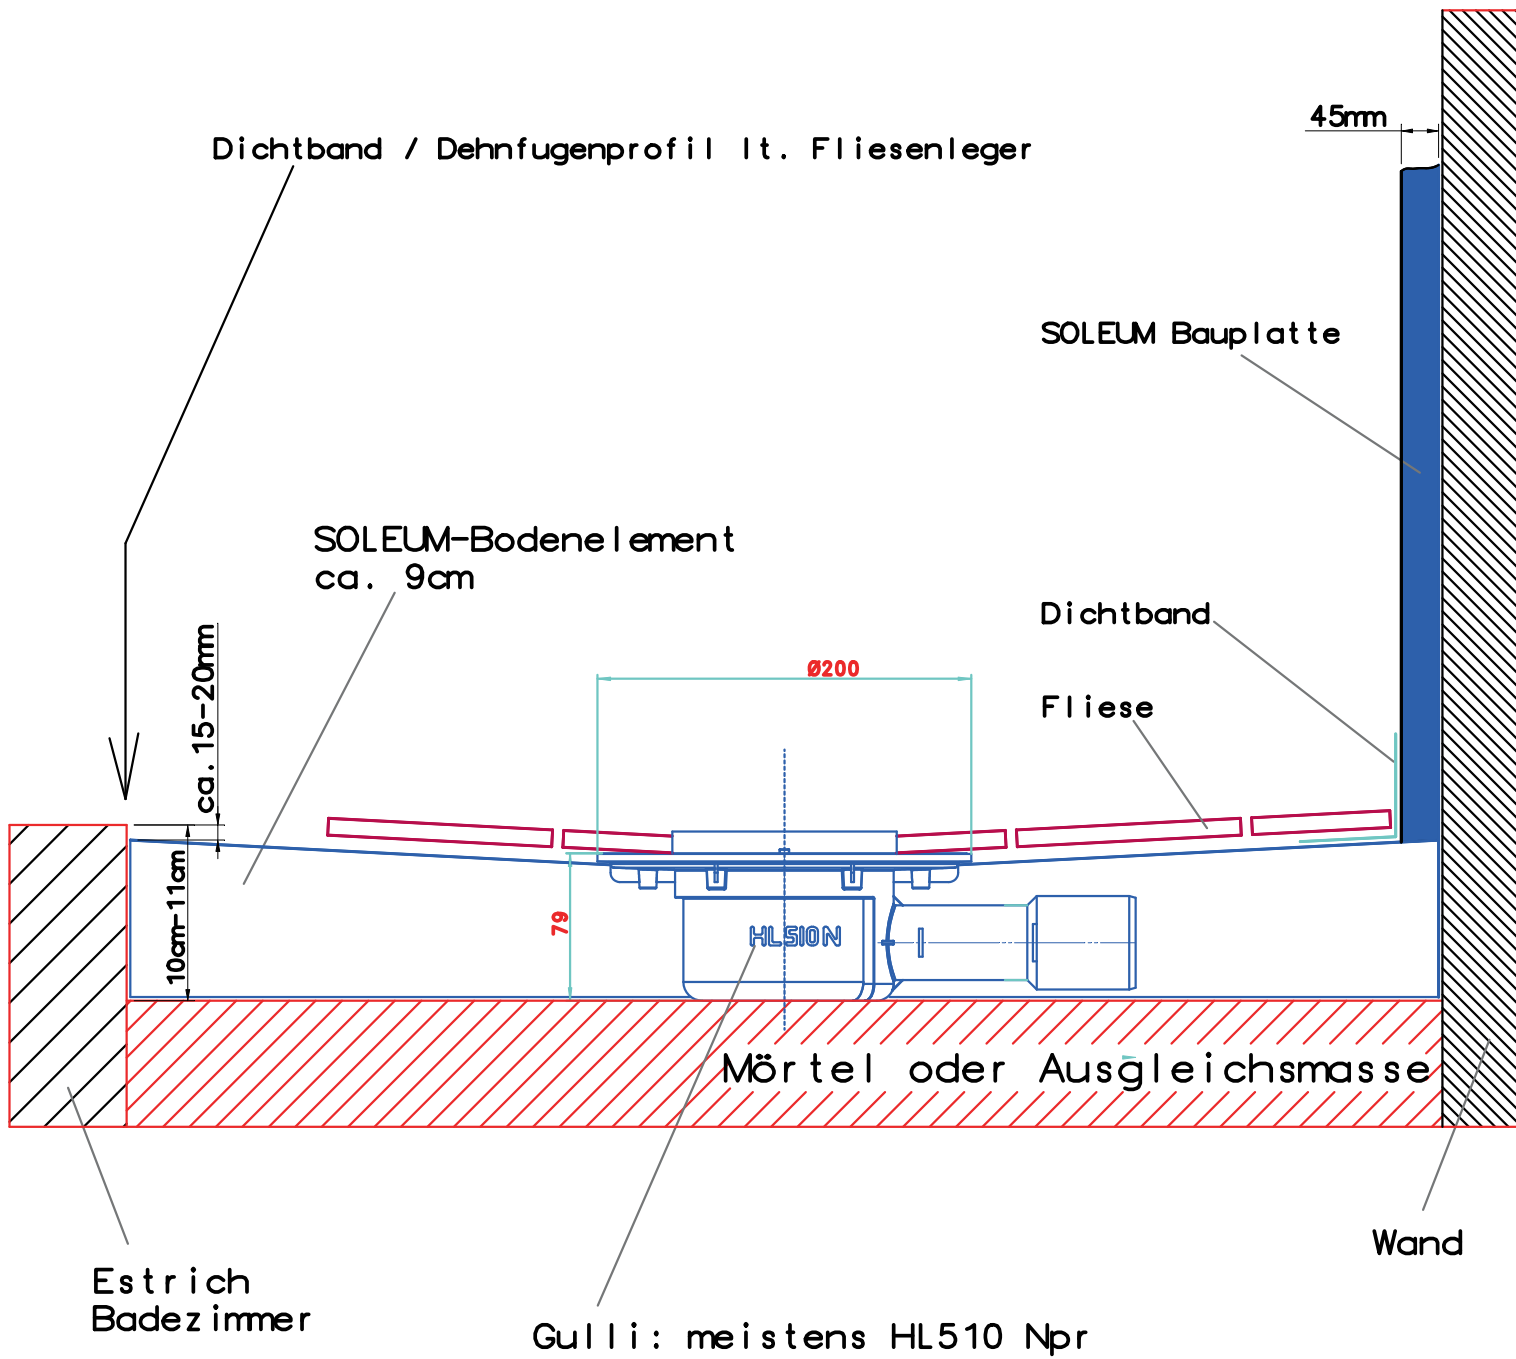 45mm
Dichtband / Dehnfugenprofil lt. Fliesenleger
SOLEUM Bauplatte
SOLEUM-Bodenelement
ca. 9cm
Dichtband
ca. 15-20mm
Ø200
Fliese
10cm-11cm
79
HL510N
Mörtel oder Ausgleichsmasse
Wand
Estrich
Badezimmer
Gulli: meistens HL510 Npr